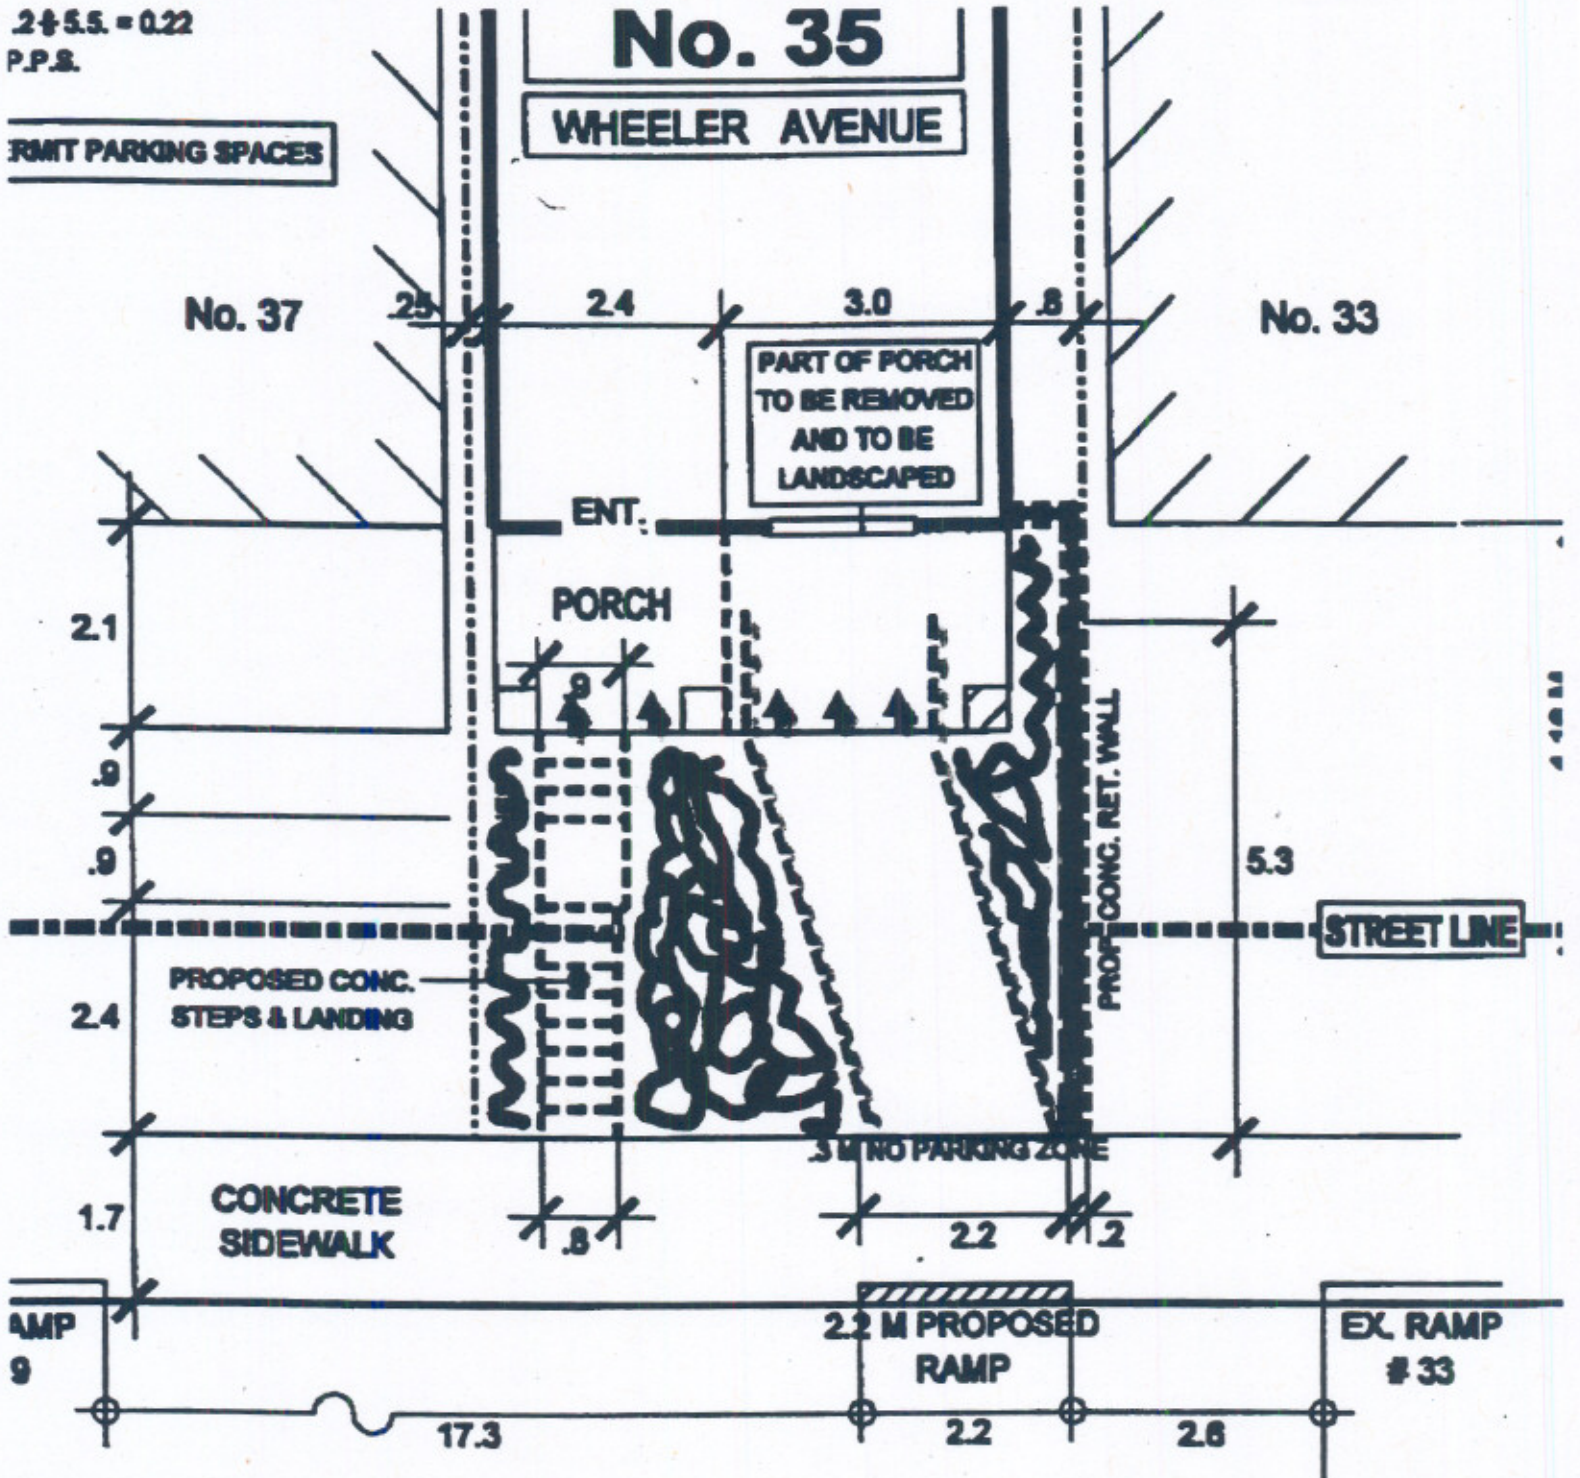 .2 ÷ 5.5. = 0.22
P.P.S.
ERMIT PARKING SPACES
No. 35
WHEELER AVENUE
No. 37
.25
2.4
3.0
.8
No. 33
PART OF PORCH
TO BE REMOVED
AND TO BE
LANDSCAPED
ENT.
PORCH
2.1
.9
.9
.9
5.3
PROP. CONC. RET. WALL
STREET LINE
PROPOSED CONC.
STEPS & LANDING
2.4
.3 M NO PARKING ZONE
CONCRETE
SIDEWALK
1.7
.8
2.2
.2
AMP
9
2.2 M PROPOSED
RAMP
EX. RAMP
# 33
17.3
2.2
2.6